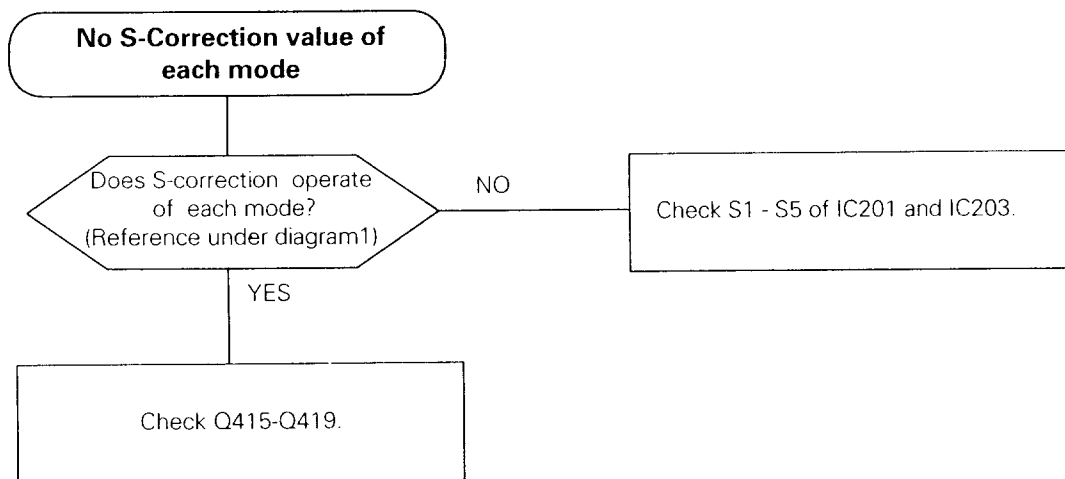 No S-Correction value of
each mode
Does S-correction operate
of each mode?
(Reference under diagram1)
NO
Check S1 - S5 of IC201 and IC203.
YES
Check Q415-Q419.